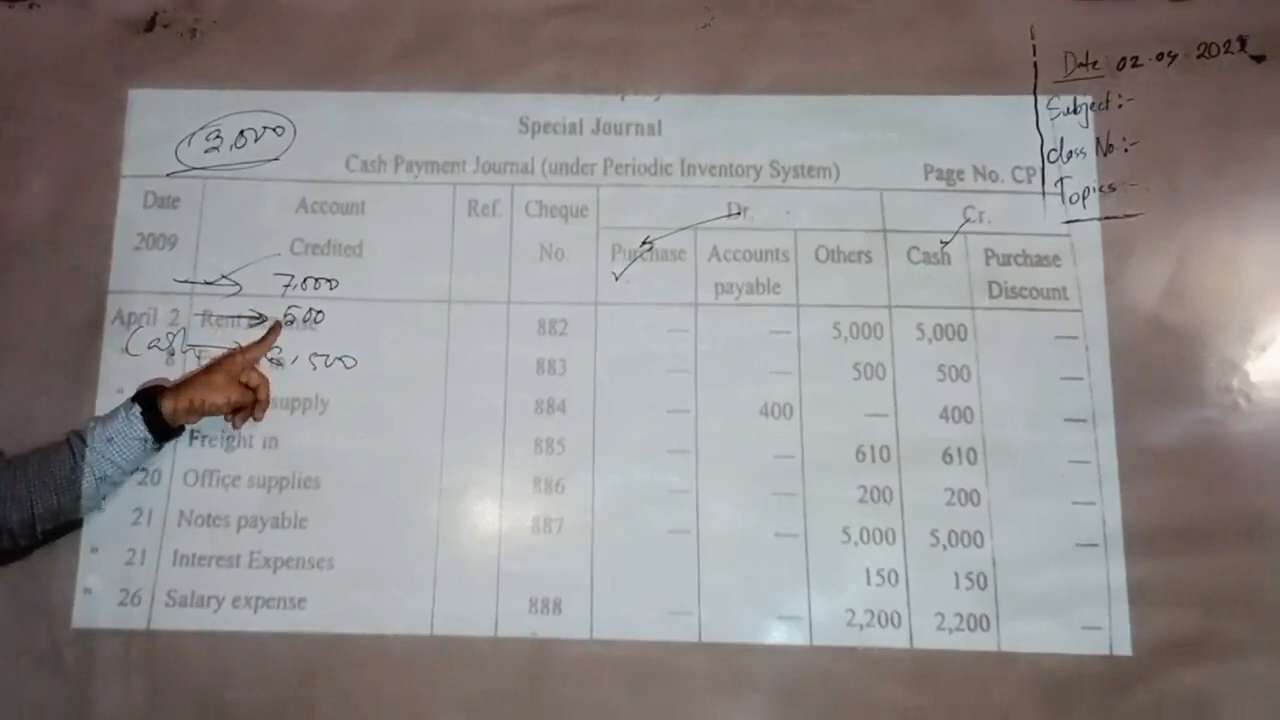 Date 02.04.202
Subject:-
class No:-
Topics -
3,000
Special Journal
Cash Payment Journal (under Periodic Inventory System) Page No. CP
Date Account Ref. Cheque Dr. Cr.
2009 Credited No. Purchase Accounts payable Others Cash Purchase Discount
7,000
500
Cash ,500
April 2 Rent 882 — — 5,000 5,000 —
883 — — 500 500 —
" supply 884 — 400 — 400 —
Freight in 885 — — 610 610 —
"20 Office supplies 886 — — 200 200 —
21 Notes payable 887 — — 5,000 5,000 —
" 21 Interest Expenses 150 150
" 26 Salary expense 888 — — 2,200 2,200 —